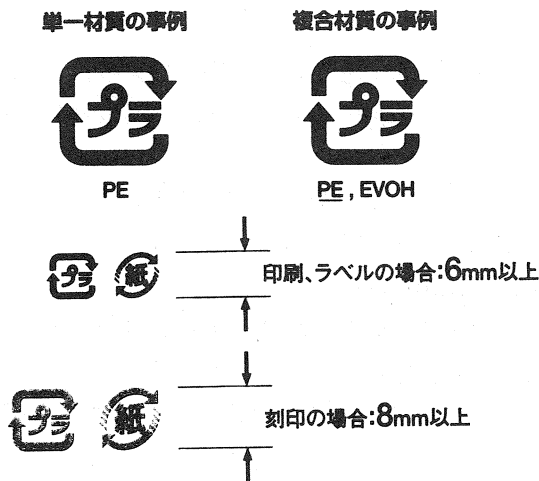 単一材質の事例
複合材質の事例
プラ
プラ
PE
PE , EVOH
プラ 紙
印刷、ラベルの場合:6mm以上
プラ 紙
刻印の場合:8mm以上